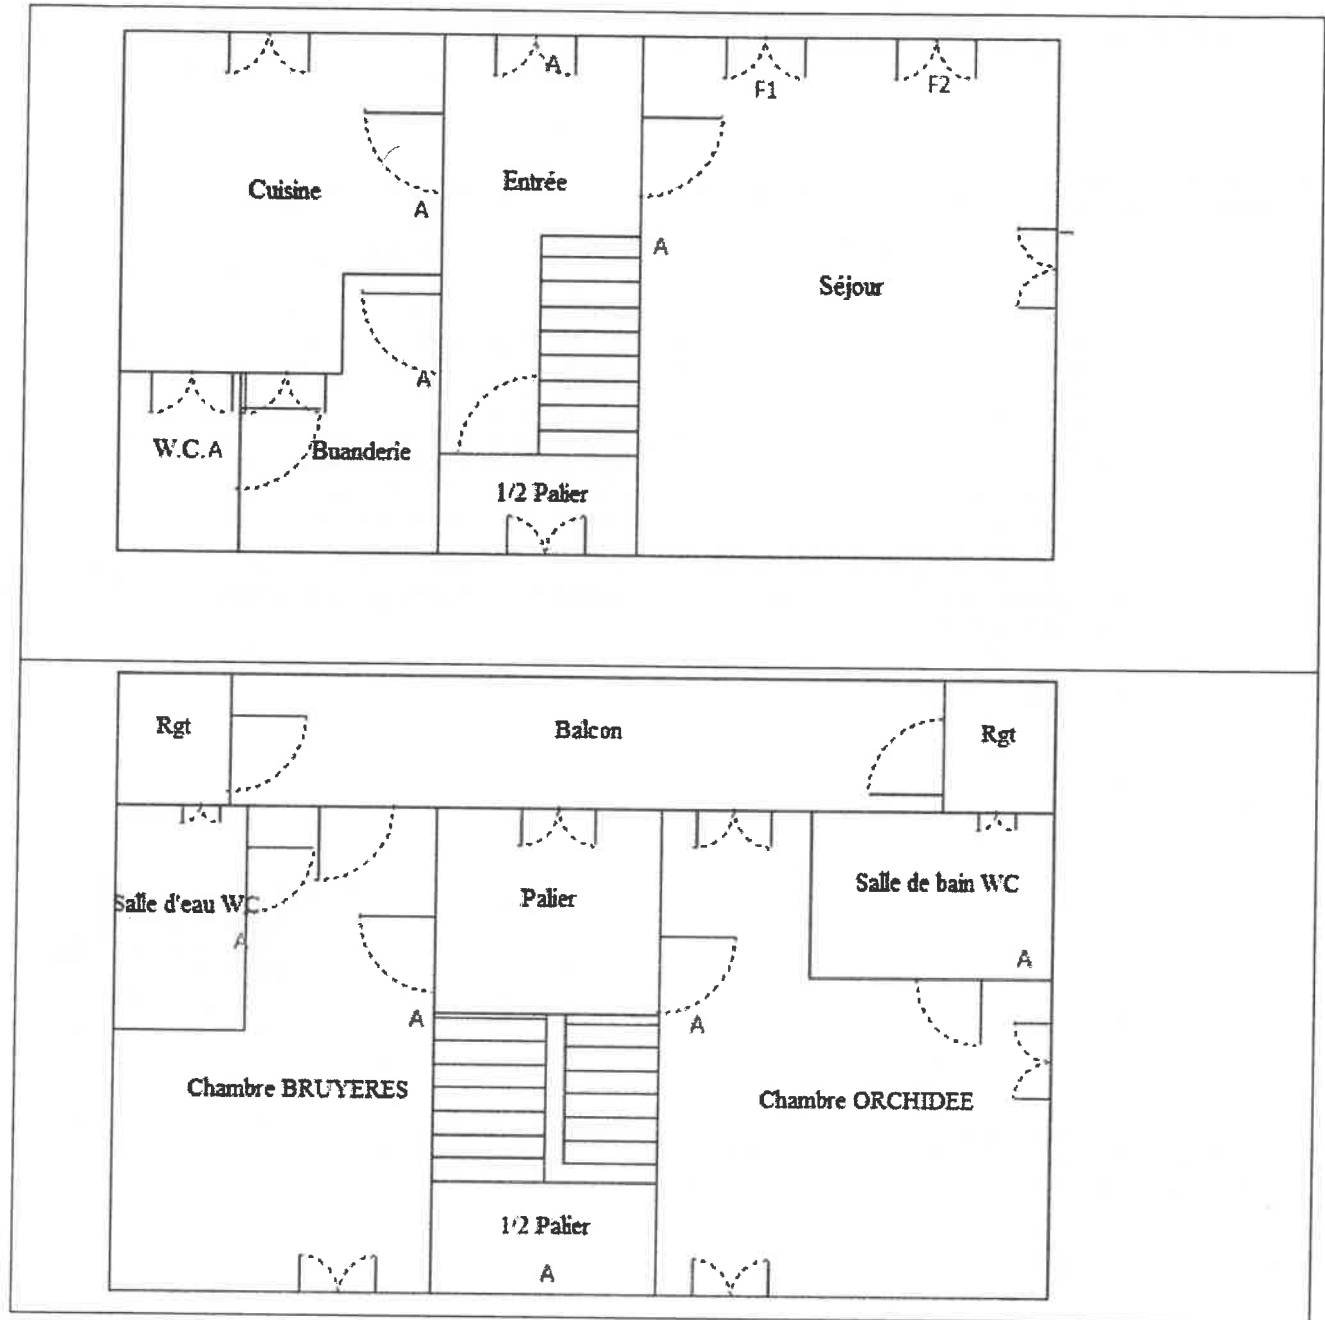 A
F1
F2
Cuisine
Entrée
A
A
Séjour
A
W.C.A
Buanderie
1/2 Palier
Rgt
Balcon
Rgt
Salle d'eau WC
Palier
Salle de bain WC
A
A
A
A
Chambre BRUYERES
Chambre ORCHIDEE
1/2 Palier
A